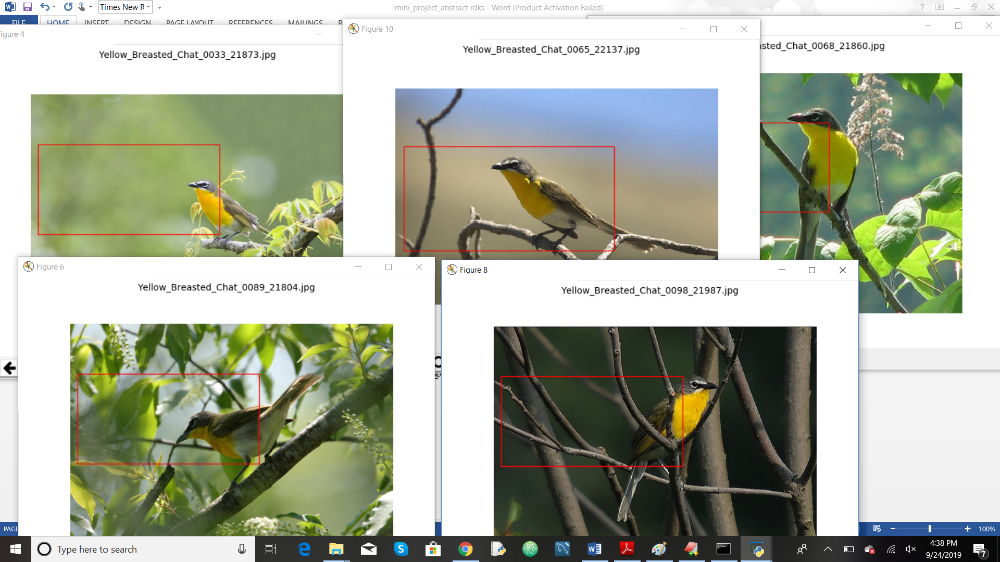 Times New R
mini_project_abstract rdks - Word (Product Activation Failed)
FILE HOME INSERT DESIGN PAGE LAYOUT REFERENCES MAILINGS R
igure 4
Yellow_Breasted_Chat_0033_21873.jpg
Figure 10
Yellow_Breasted_Chat_0065_22137.jpg
sted_Chat_0068_21860.jpg
Figure 6
Yellow_Breasted_Chat_0089_21804.jpg
Figure 8
Yellow_Breasted_Chat_0098_21987.jpg
PAGE
100%
Type here to search
4:38 PM
9/24/2019
7